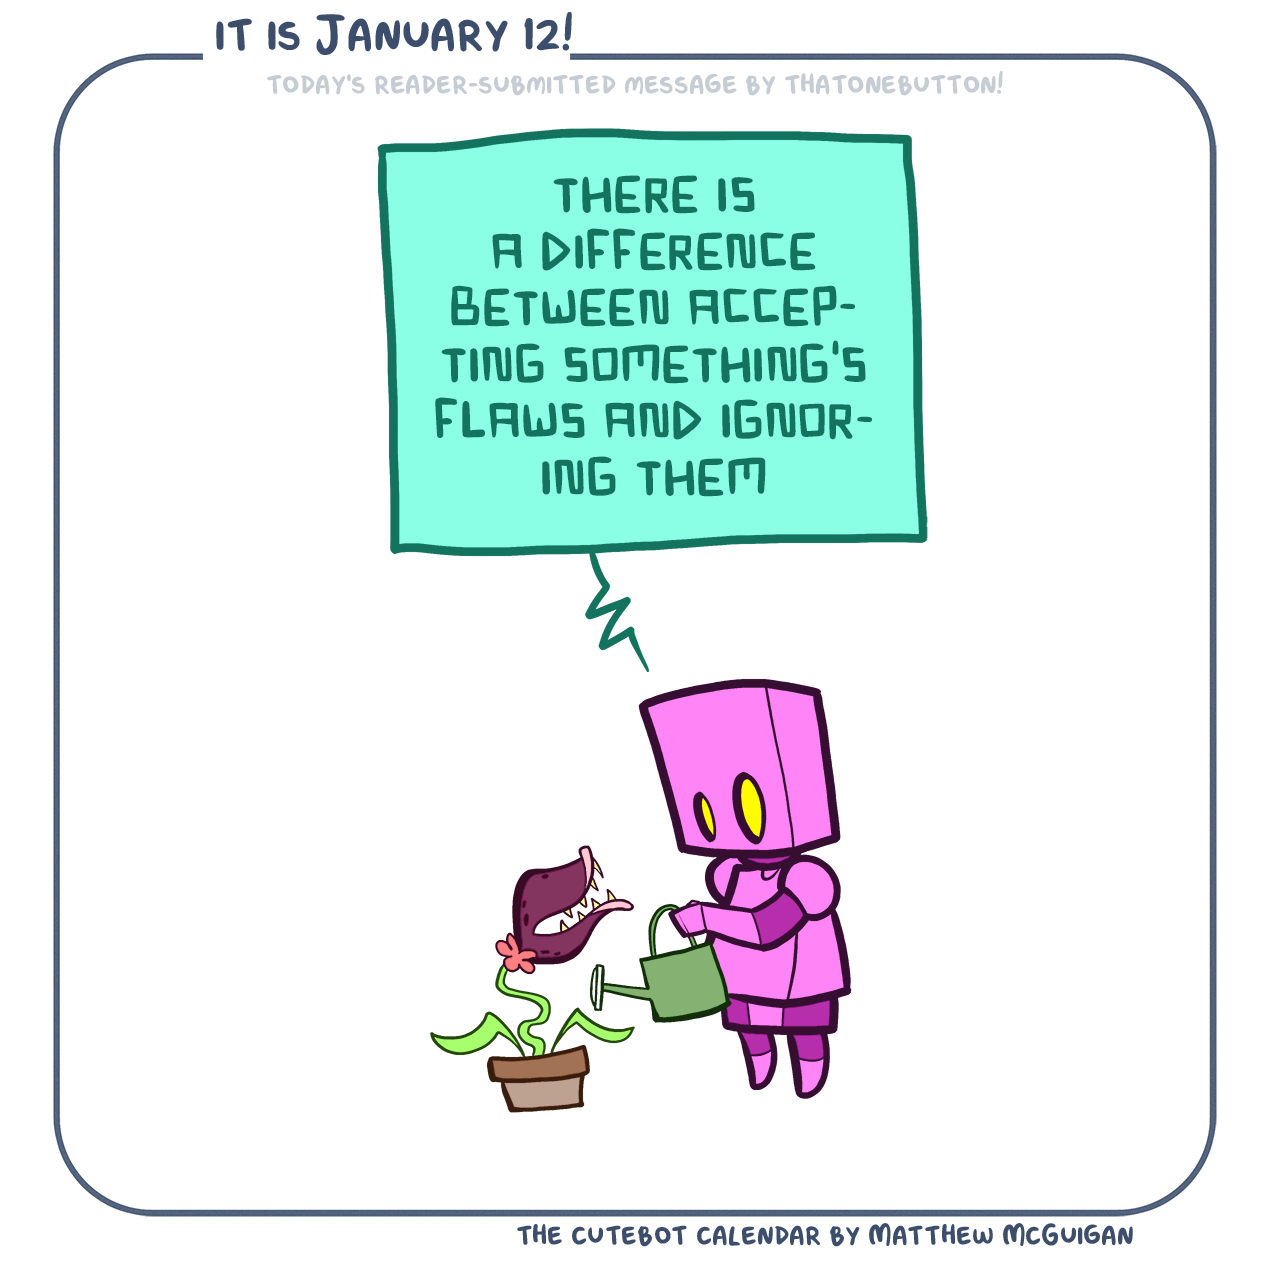 IT IS JANUARY 12!
TODAY'S READER-SUBMITTED MESSAGE BY THATONEBUTTON!
THERE IS
A DIFFERENCE
BETWEEN ACCEP-
TING SOMETHING'S
FLAWS AND IGNOR-
ING THEM
THE CUTEBOT CALENDAR BY MATTHEW MCGUIGAN